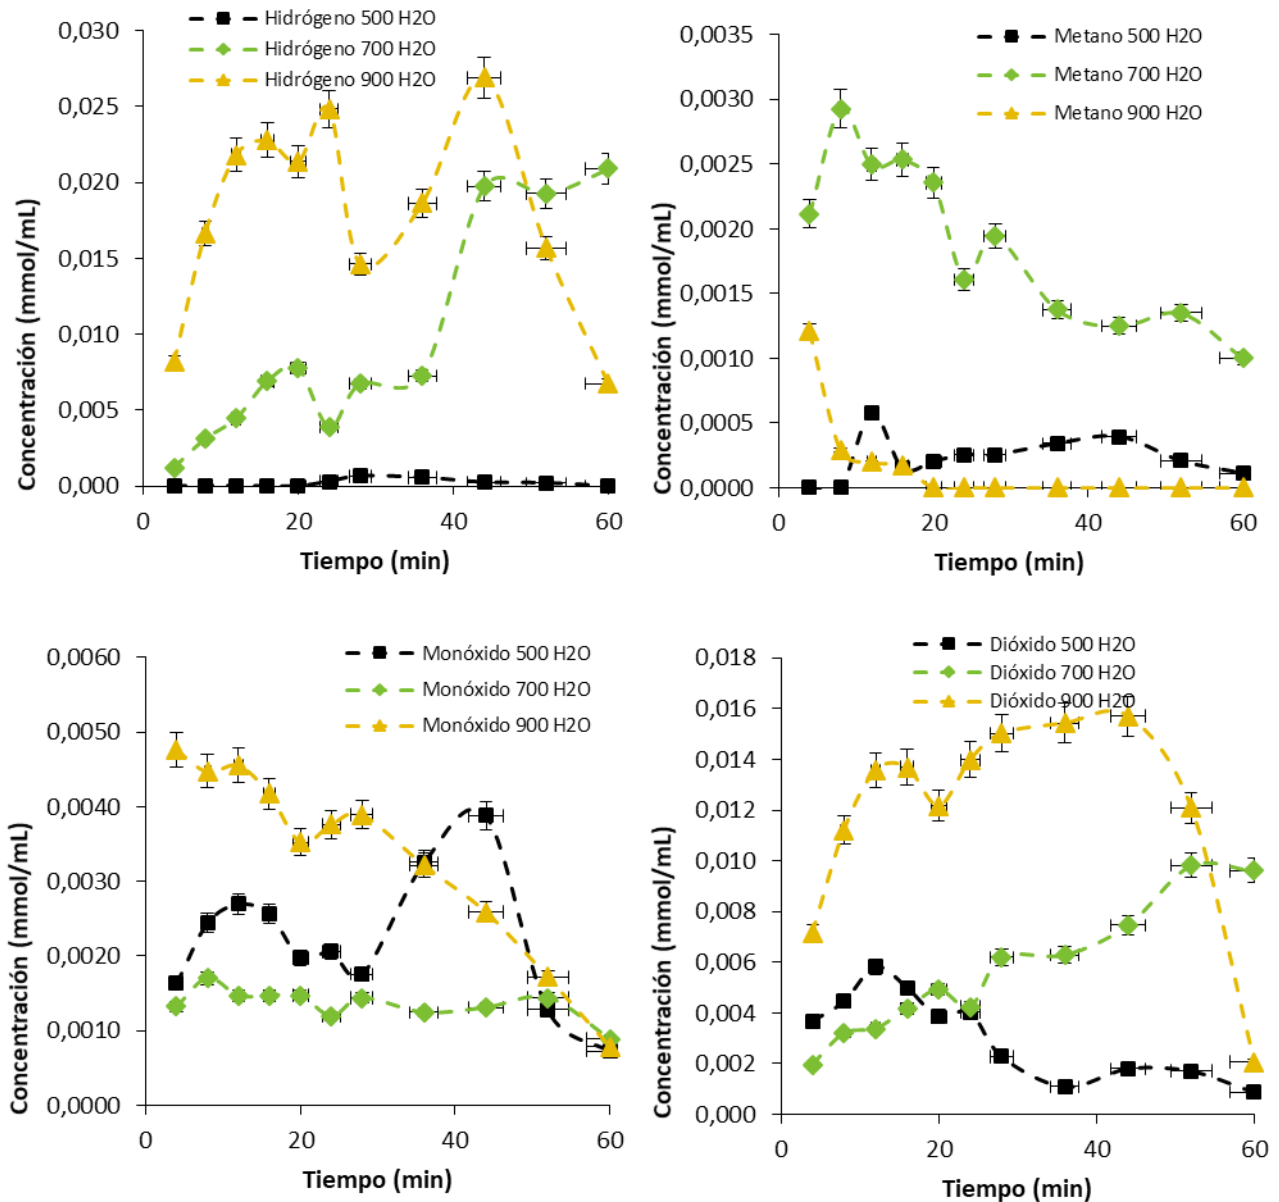 Hidrógeno 500 H2O
Hidrógeno 700 H2O
Hidrógeno 900 H2O
0,030
0,025
0,020
0,015
0,010
0,005
0,000
0 20 40 60
Concentración (mmol/mL)
Tiempo (min)
Metano 500 H2O
Metano 700 H2O
Metano 900 H2O
0,0035
0,0030
0,0025
0,0020
0,0015
0,0010
0,0005
0,0000
0 20 40 60
Concentración (mmol/mL)
Tiempo (min)
Monóxido 500 H2O
Monóxido 700 H2O
Monóxido 900 H2O
0,0060
0,0050
0,0040
0,0030
0,0020
0,0010
0,0000
0 20 40 60
Concentración (mmol/mL)
Tiempo (min)
Dióxido 500 H2O
Dióxido 700 H2O
Dióxido 900 H2O
0,018
0,016
0,014
0,012
0,010
0,008
0,006
0,004
0,002
0,000
0 20 40 60
Concentración (mmol/mL)
Tiempo (min)